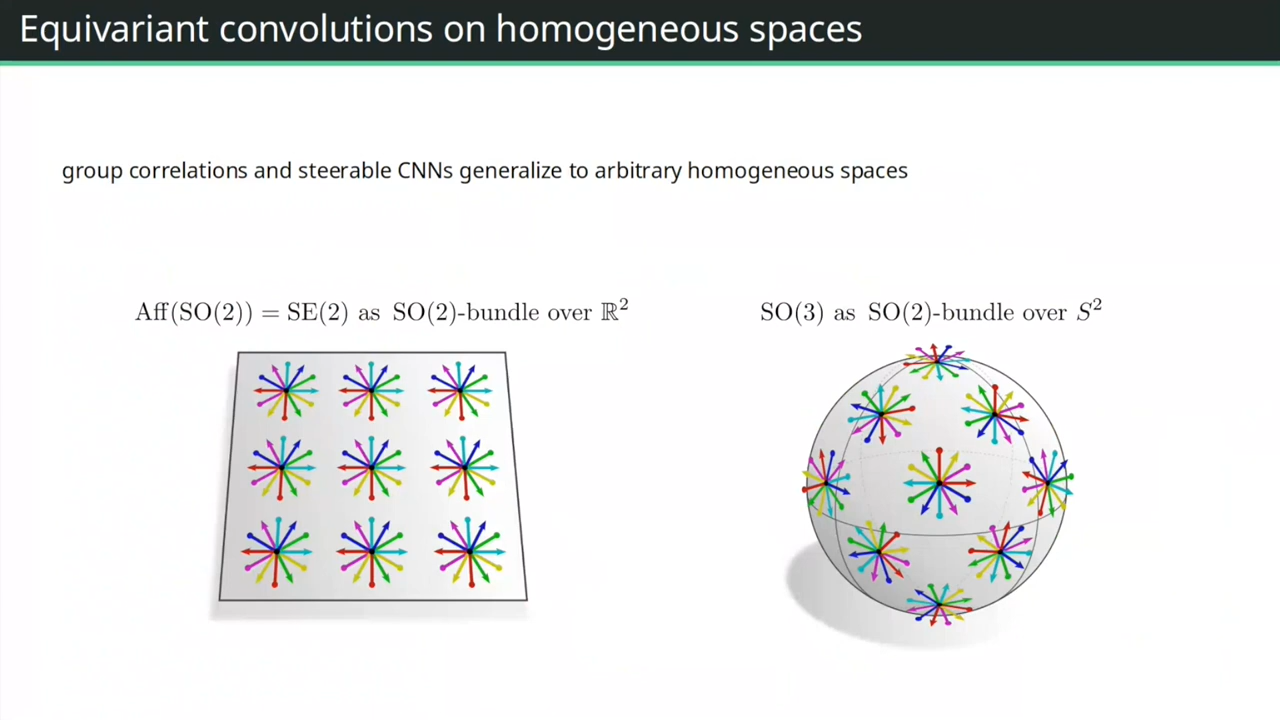 Equivariant convolutions on homogeneous spaces
group correlations and steerable CNNs generalize to arbitrary homogeneous spaces
Aff(SO(2)) = SE(2) as SO(2)-bundle over ℝ²
SO(3) as SO(2)-bundle over S²